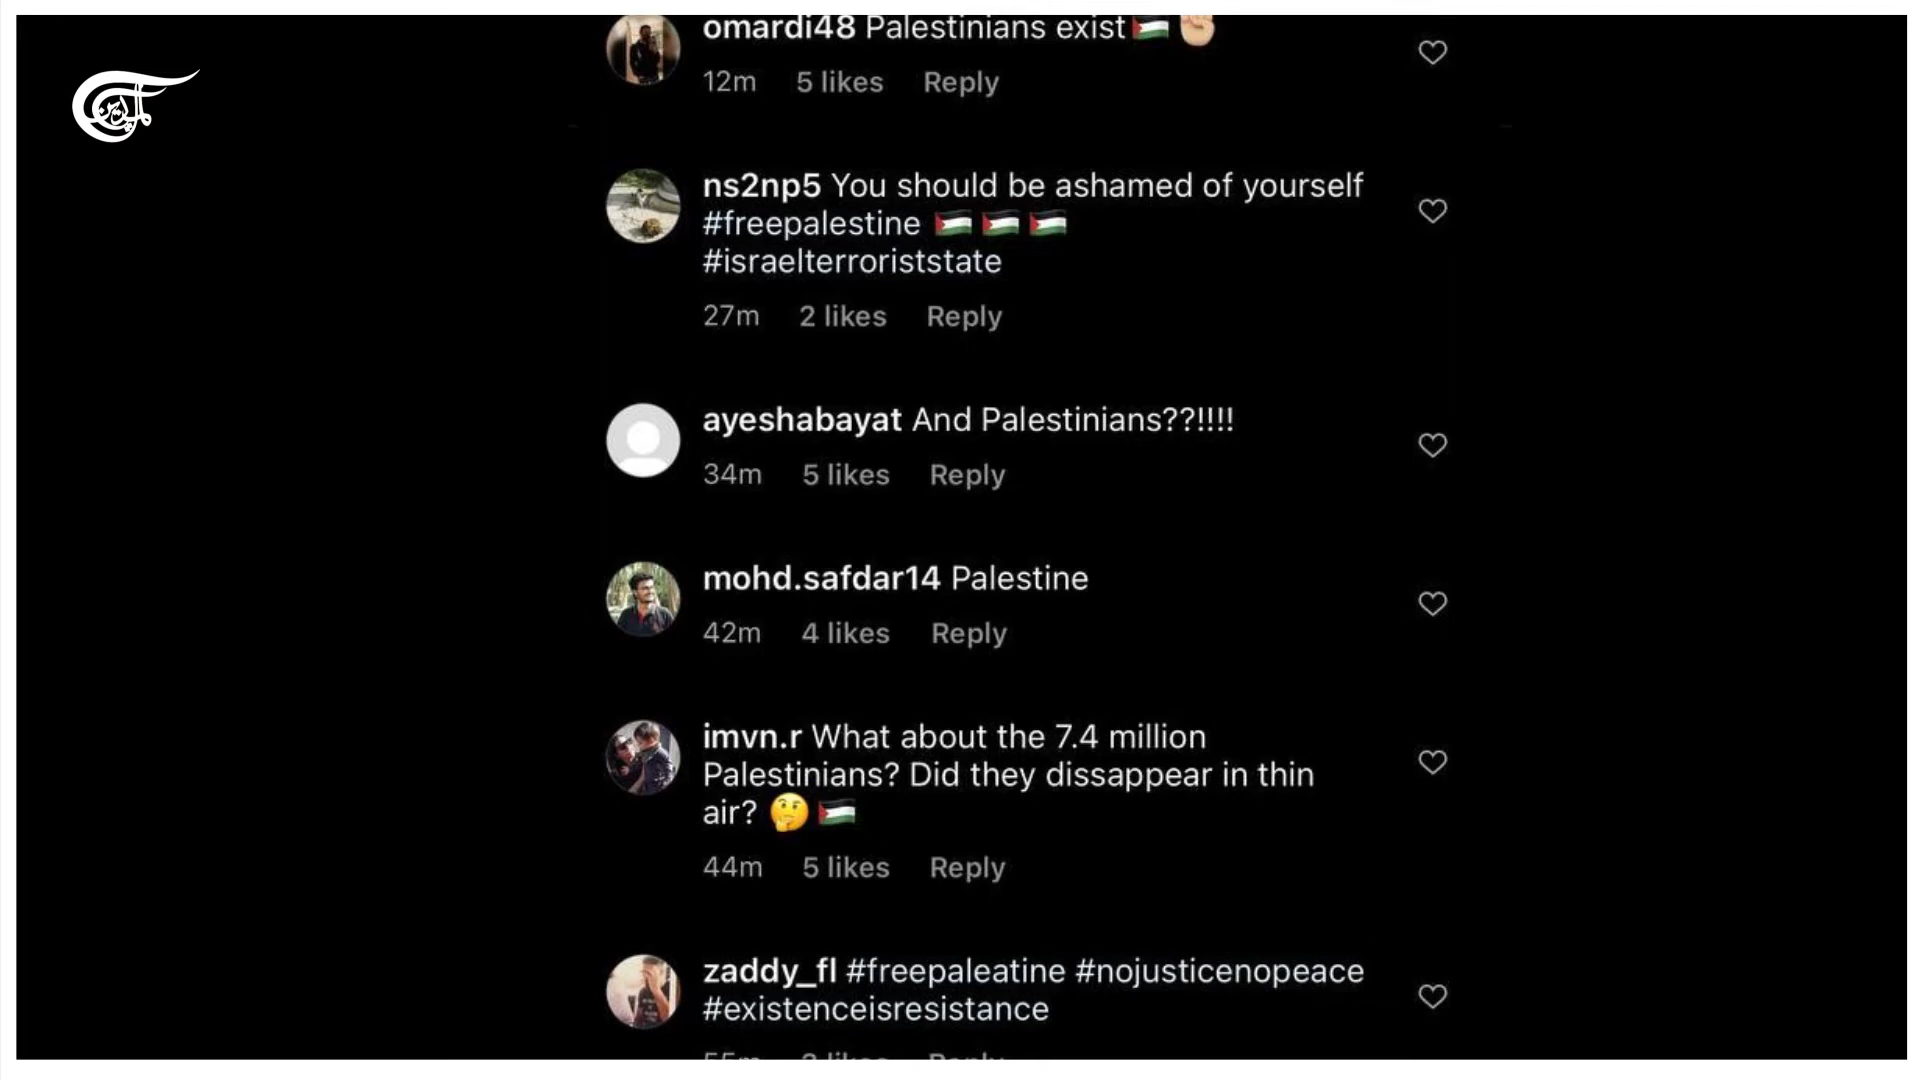 الميادين
omardi48 Palestinians exist🇵🇸✊🏼
12m 5 likes Reply
ns2np5 You should be ashamed of yourself
#freepalestine 🇵🇸🇵🇸🇵🇸
#israelterroriststate
27m 2 likes Reply
ayeshabayat And Palestinians??!!!!
34m 5 likes Reply
mohd.safdar14 Palestine
42m 4 likes Reply
imvn.r What about the 7.4 million
Palestinians? Did they dissappear in thin
air? 🤔🇵🇸
44m 5 likes Reply
zaddy_fl #freepaleatine #nojusticenopeace
#existenceisresistance